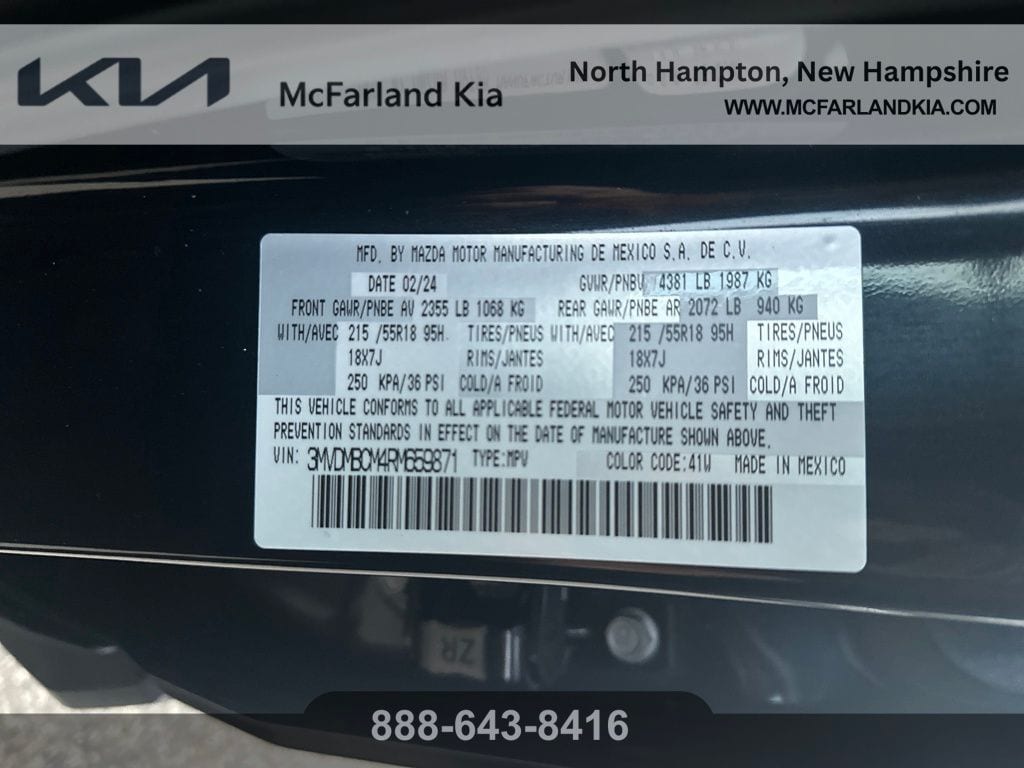 KIA
McFarland Kia
North Hampton, New Hampshire
WWW.MCFARLANDKIA.COM
MFD. BY MAZDA MOTOR MANUFACTURING DE MEXICO S.A. DE C.V.
DATE 02/24 GVWR/PNBV 4381 LB 1987 KG
FRONT GAWR/PNBE AV 2355 LB 1068 KG REAR GAWR/PNBE AR 2072 LB 940 KG
WITH/AVEC 215 /55R18 95H TIRES/PNEUS WITH/AVEC 215 /55R18 95H TIRES/PNEUS
18X7J RIMS/JANTES 18X7J RIMS/JANTES
250 KPA/36 PSI COLD/A FROID 250 KPA/36 PSI COLD/A FROID
THIS VEHICLE CONFORMS TO ALL APPLICABLE FEDERAL MOTOR VEHICLE SAFETY AND THEFT
PREVENTION STANDARDS IN EFFECT ON THE DATE OF MANUFACTURE SHOWN ABOVE.
VIN: 3MVDMBCM4RM659871 TYPE:MPV COLOR CODE:41W MADE IN MEXICO
ZR
888-643-8416